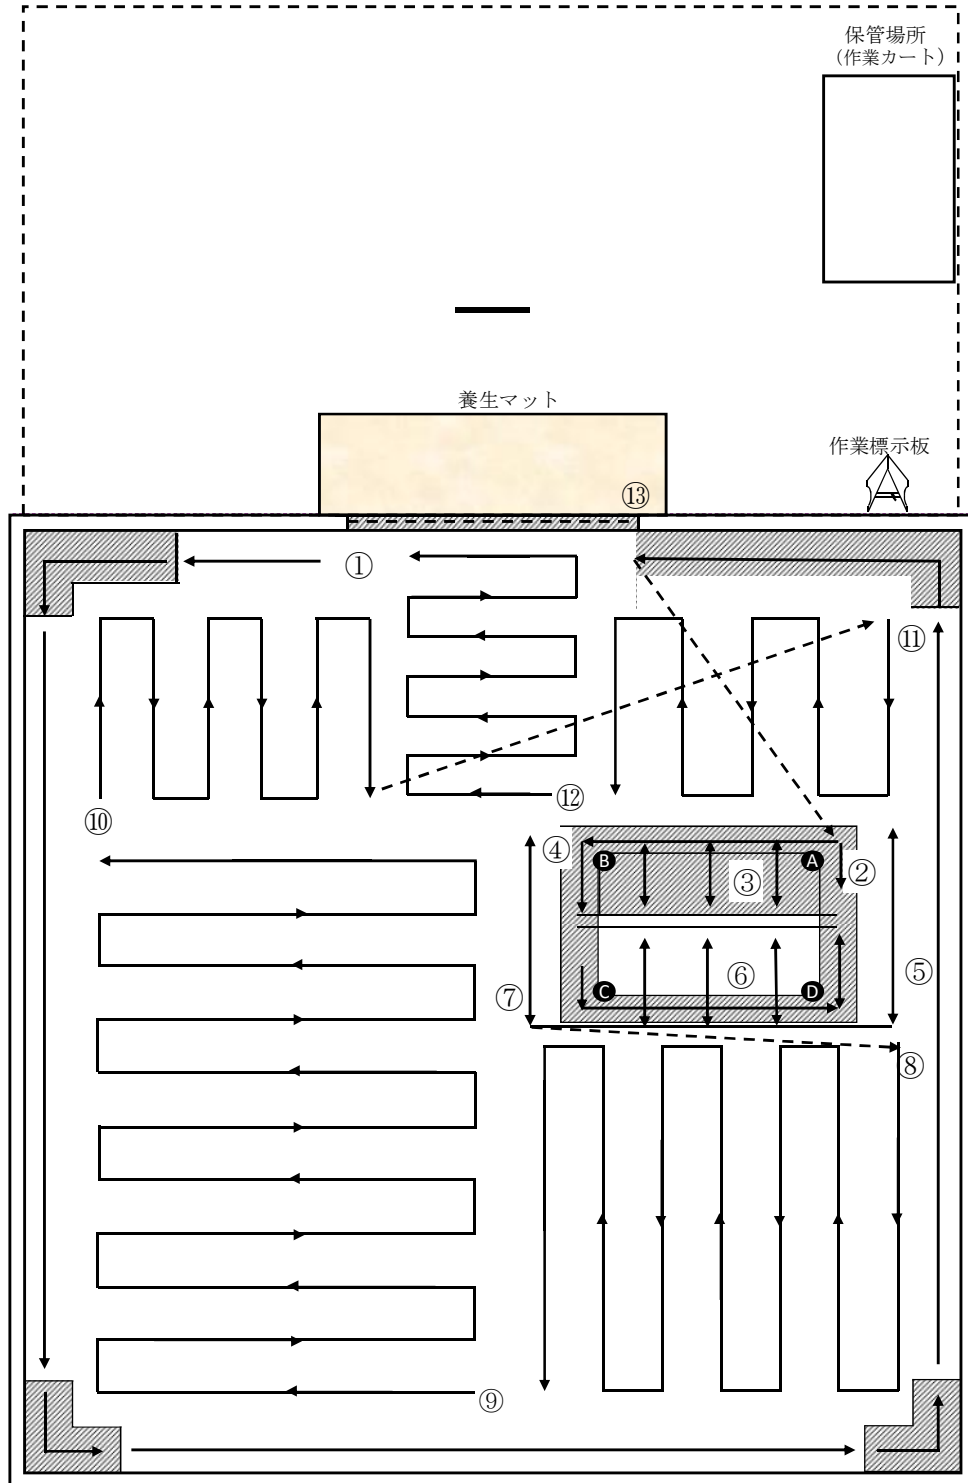 保管場所
（作業カート）
養生マット
作業標示板
⑬
①
⑪
⑫
⑩
④
B
A
②
③
⑤
⑥
⑦
C
D
⑧
⑨